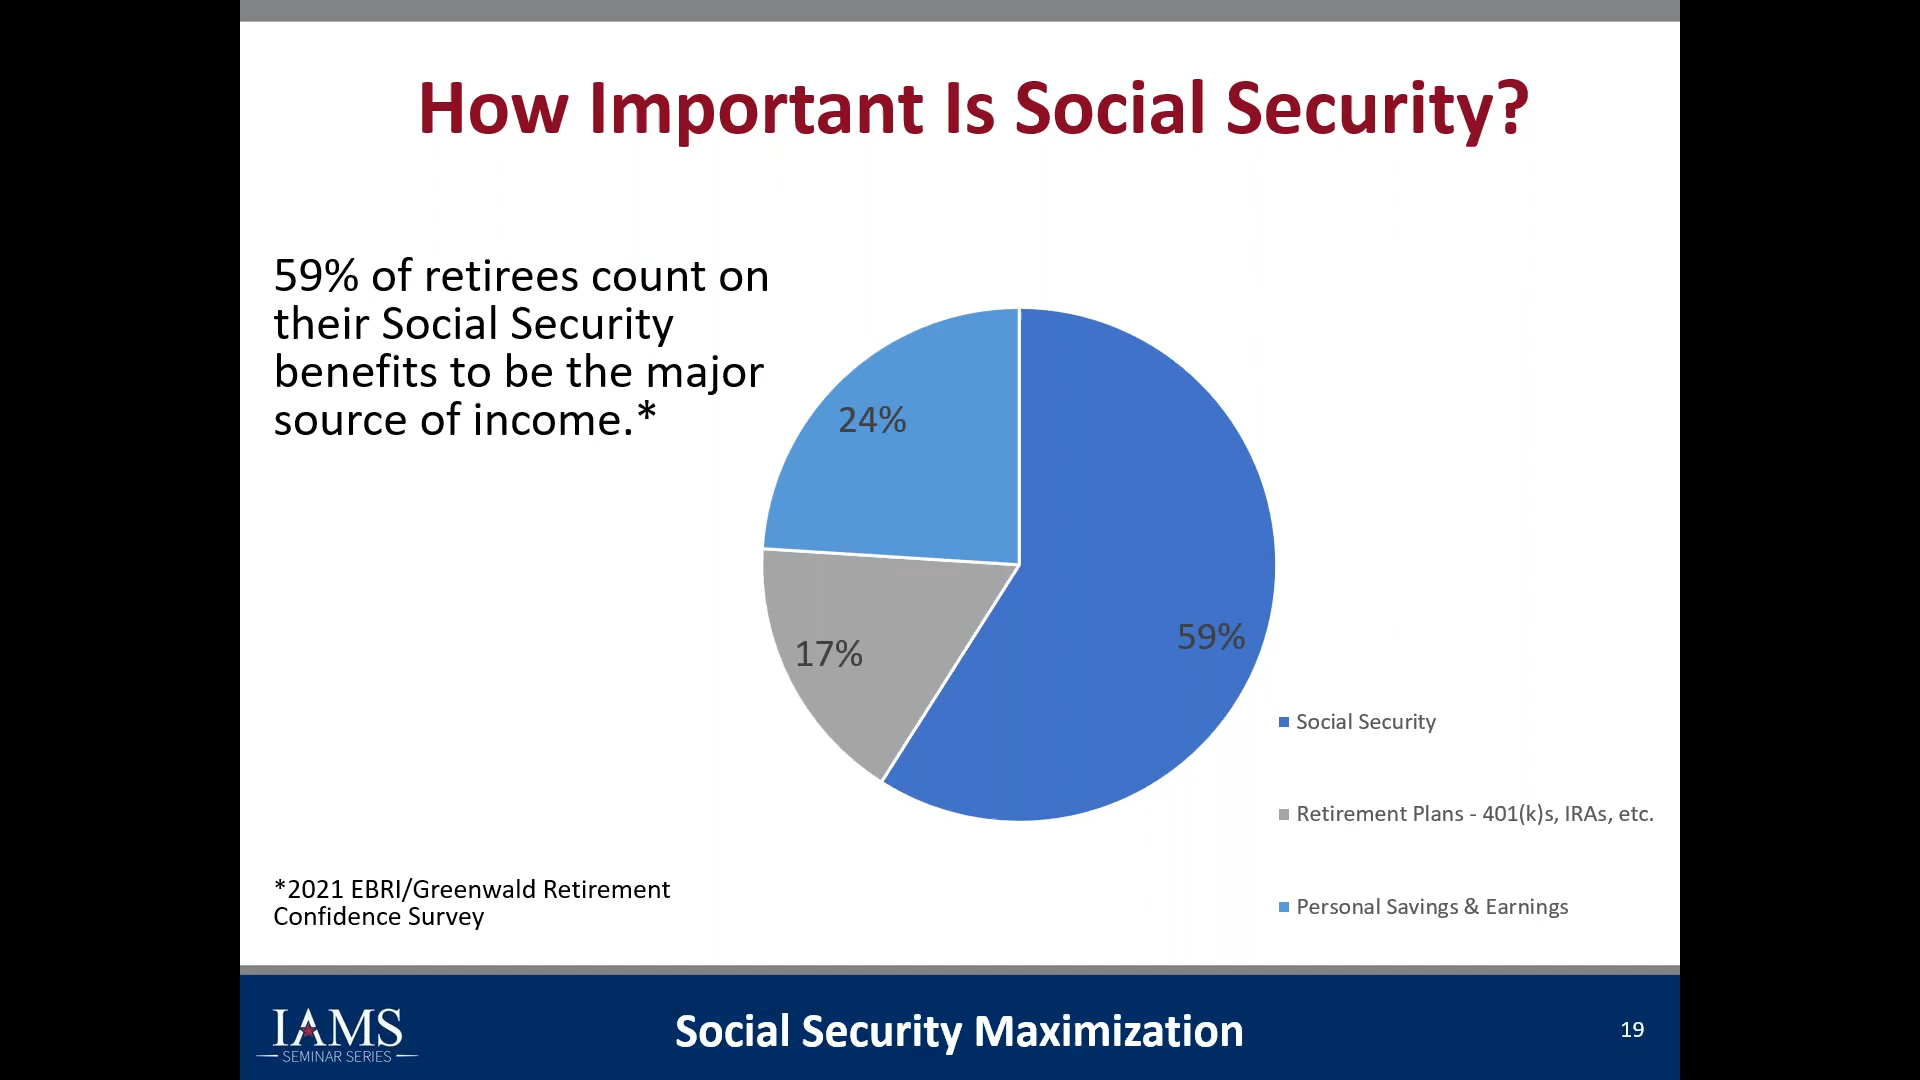 How Important Is Social Security?
59% of retirees count on
their Social Security
benefits to be the major
source of income.*
24%
17%
59%
Social Security
Retirement Plans - 401(k)s, IRAs, etc.
Personal Savings & Earnings
*2021 EBRI/Greenwald Retirement
Confidence Survey
IAMS
SEMINAR SERIES
Social Security Maximization
19